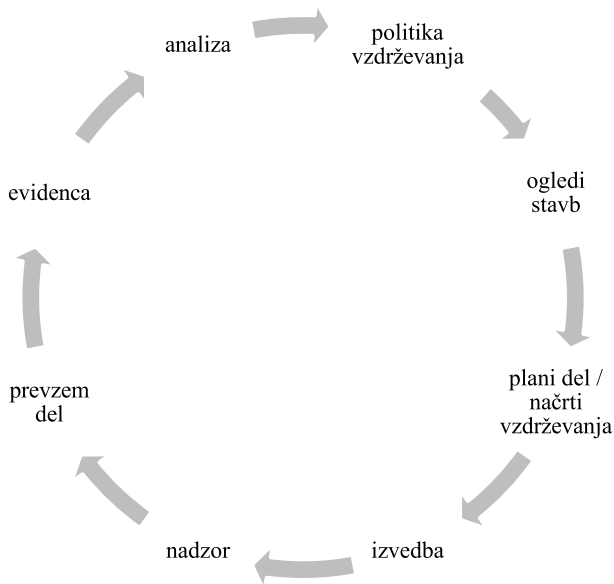 analiza
politika
vzdrževanja
ogledi
stavb
plani del /
načrti
vzdrževanja
izvedba
nadzor
prevzem
del
evidenca